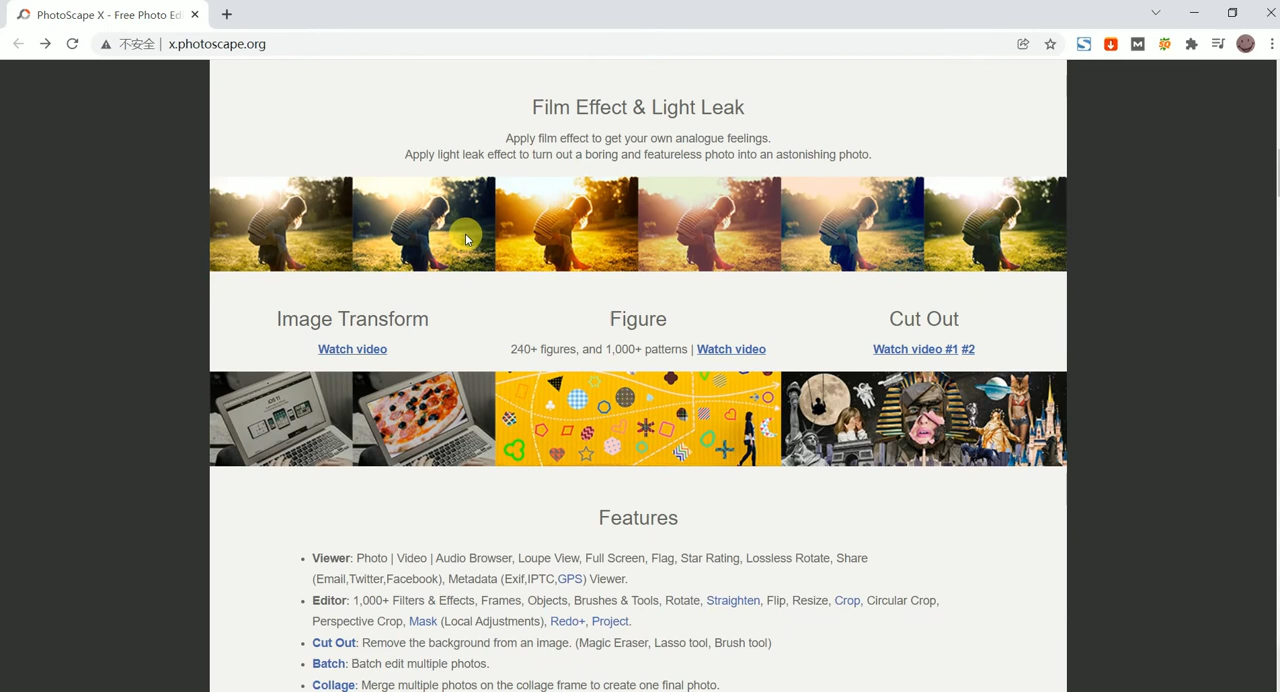 PhotoScape X - Free Photo Ed
不安全 | x.photoscape.org
Film Effect & Light Leak
Apply film effect to get your own analogue feelings.
Apply light leak effect to turn out a boring and featureless photo into an astonishing photo.
Image Transform
Watch video
Figure
240+ figures, and 1,000+ patterns | Watch video
Cut Out
Watch video #1 #2
Features
• Viewer: Photo | Video | Audio Browser, Loupe View, Full Screen, Flag, Star Rating, Lossless Rotate, Share
(Email,Twitter,Facebook), Metadata (Exif,IPTC,GPS) Viewer.
• Editor: 1,000+ Filters & Effects, Frames, Objects, Brushes & Tools, Rotate, Straighten, Flip, Resize, Crop, Circular Crop,
Perspective Crop, Mask (Local Adjustments), Redo+, Project.
• Cut Out: Remove the background from an image. (Magic Eraser, Lasso tool, Brush tool)
• Batch: Batch edit multiple photos.
• Collage: Merge multiple photos on the collage frame to create one final photo.